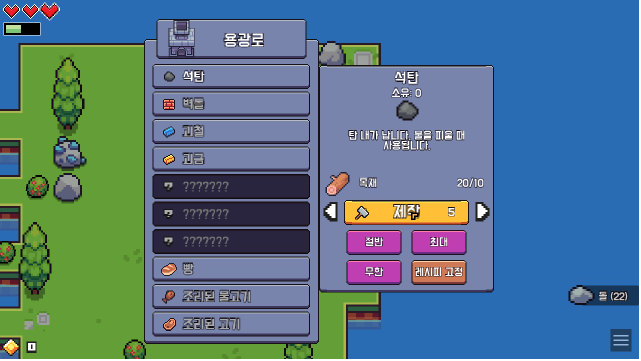 용광로
석탄
벽돌
괴철
괴금
???????
???????
???????
빵
조리된 물고기
조리된 고기
석탄
소유: 0
탄 내가 납니다. 불을 피울 때
사용됩니다.
목재 20/10
제작 5
절반 최대
무한 레시피 고정
돌 (22)